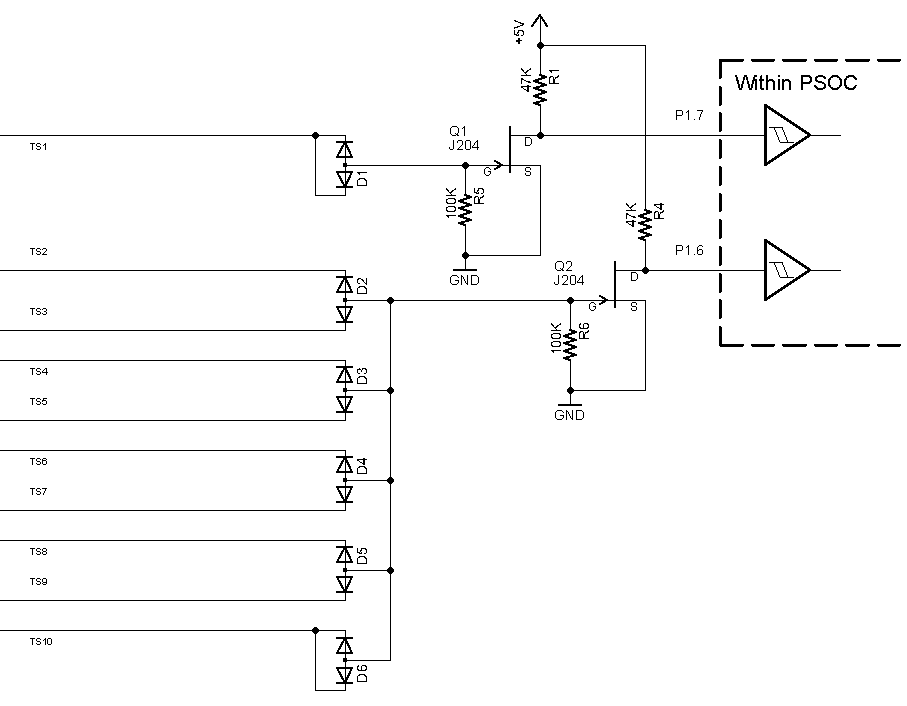 +5V
47K
R1
Within PSOC
P1.7
Q1
J204
D
G
S
TS1
D1
100K
R5
GND
47K
R4
P1.6
TS2
Q2
J204
D
G
S
D2
TS3
100K
R6
GND
TS4
D3
TS5
TS6
D4
TS7
TS8
D5
TS9
TS10
D6